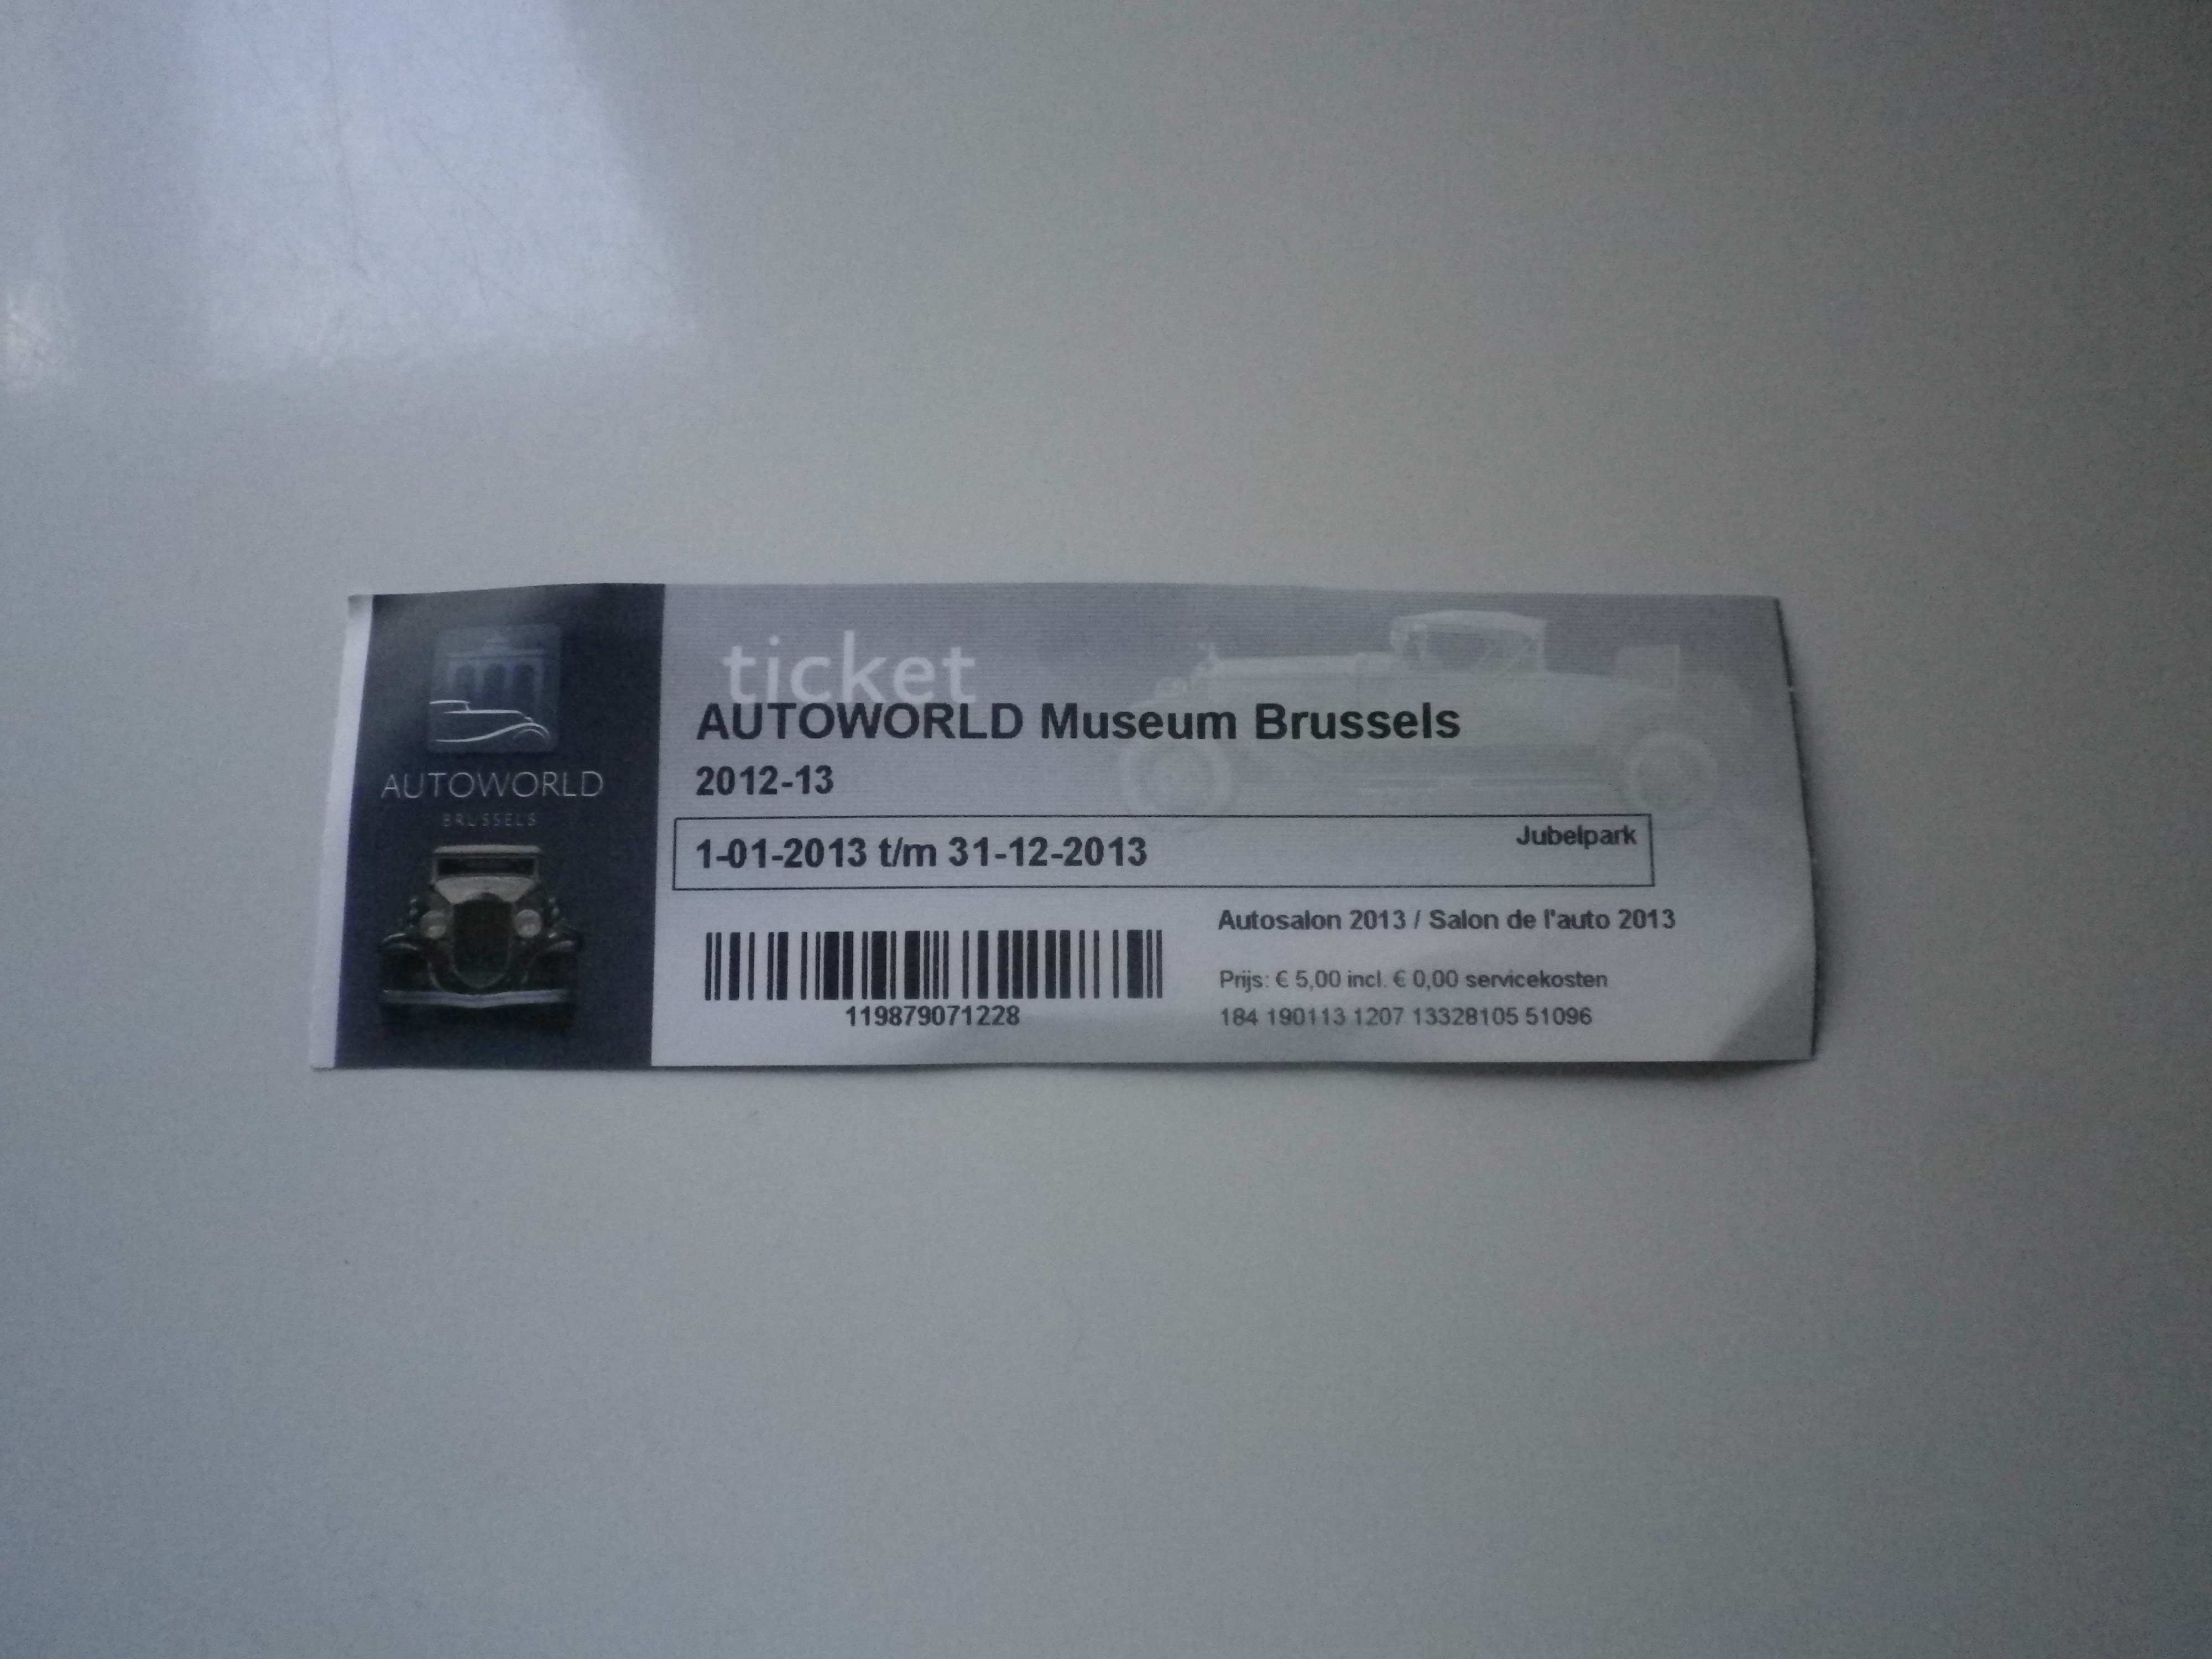 AUTOWORLD
BRUSSELS
ticket
AUTOWORLD Museum Brussels
2012-13
1-01-2013 t/m 31-12-2013
Jubelpark
119879071228
Autosalon 2013 / Salon de l'auto 2013
Prijs: € 5,00 incl. € 0,00 servicekosten
184 190113 1207 13328105 51096